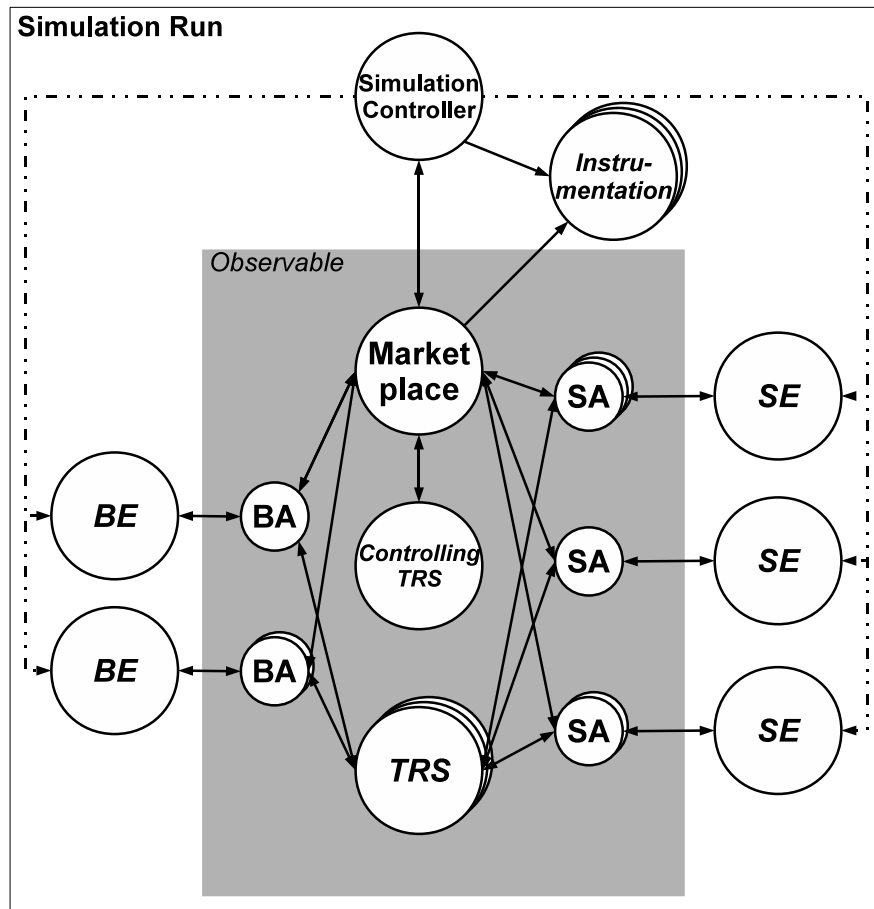 Simulation Run
Simulation
Controller
Instru-
mentation
Observable
Market
place
SA
SE
BE
BA
Controlling
TRS
SA
SE
BE
BA
TRS
SA
SE